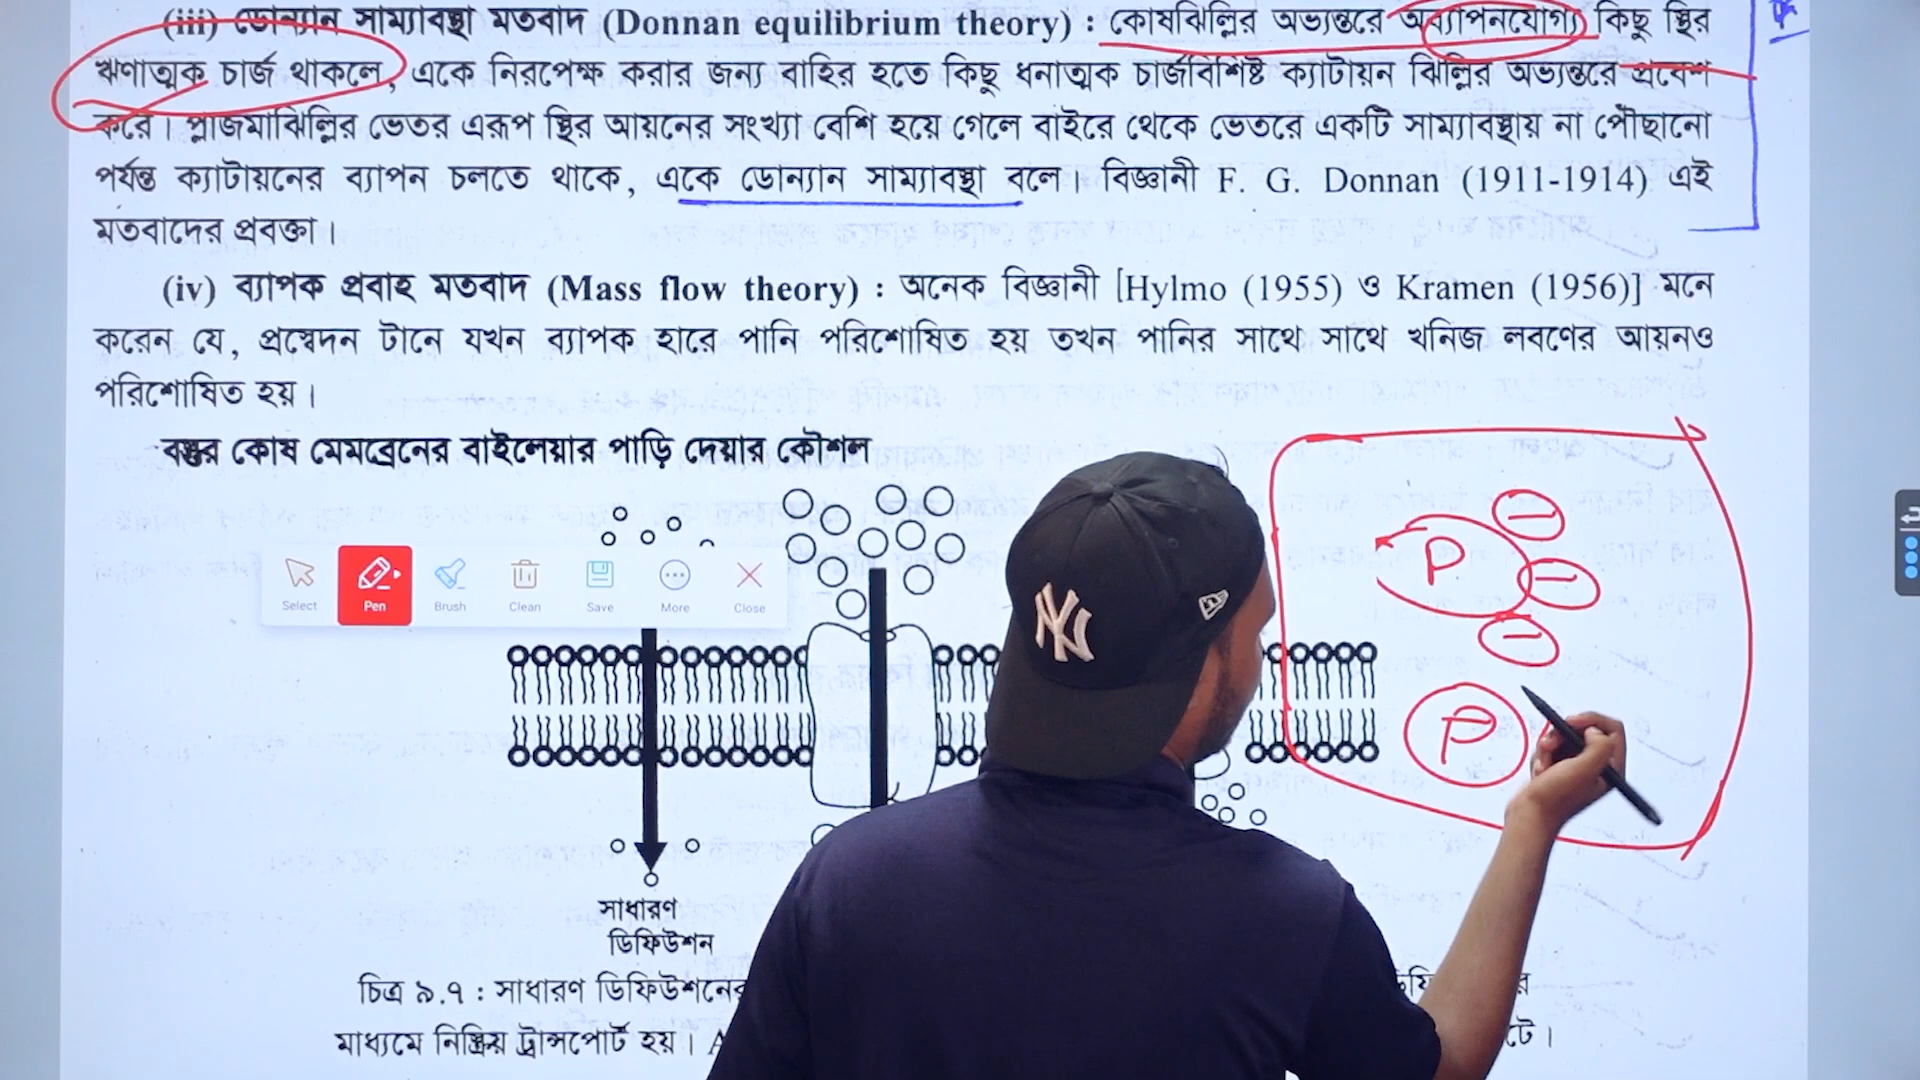 (iii) ডোন্যান সাম্যাবস্থা মতবাদ (Donnan equilibrium theory) : কোষঝিল্লির অভ্যন্তরে অব্যাপনযোগ্য কিছু স্থির
ঋণাত্মক চার্জ থাকলে, একে নিরপেক্ষ করার জন্য বাহির হতে কিছু ধনাত্মক চার্জবিশিষ্ট ক্যাটায়ন ঝিল্লির অভ্যন্তরে প্রবেশ
করে। প্লাজমাঝিল্লির ভেতর এরূপ স্থির আয়নের সংখ্যা বেশি হয়ে গেলে বাইরে থেকে ভেতরে একটি সাম্যাবস্থায় না পৌঁছানো
পর্যন্ত ক্যাটায়নের ব্যাপন চলতে থাকে, একে ডোন্যান সাম্যাবস্থা বলে। বিজ্ঞানী F. G. Donnan (1911-1914) এই
মতবাদের প্রবক্তা।
(iv) ব্যাপক প্রবাহ মতবাদ (Mass flow theory) : অনেক বিজ্ঞানী [Hylmo (1955) ও Kramen (1956)] মনে
করেন যে, প্রস্বেদন টানে যখন ব্যাপক হারে পানি পরিশোষিত হয় তখন পানির সাথে সাথে খনিজ লবণের আয়নও
পরিশোষিত হয়।
বস্তুর কোষ মেমব্রেনের বাইলেয়ার পাড়ি দেয়ার কৌশল
P
Select Pen Brush Clean Save More Close
NY
P
সাধারণ
ডিফিউশন
চিত্র ৯.৭ : সাধারণ ডিফিউশনের
মাধ্যমে নিষ্ক্রিয় ট্রান্সপোর্ট হয়। A